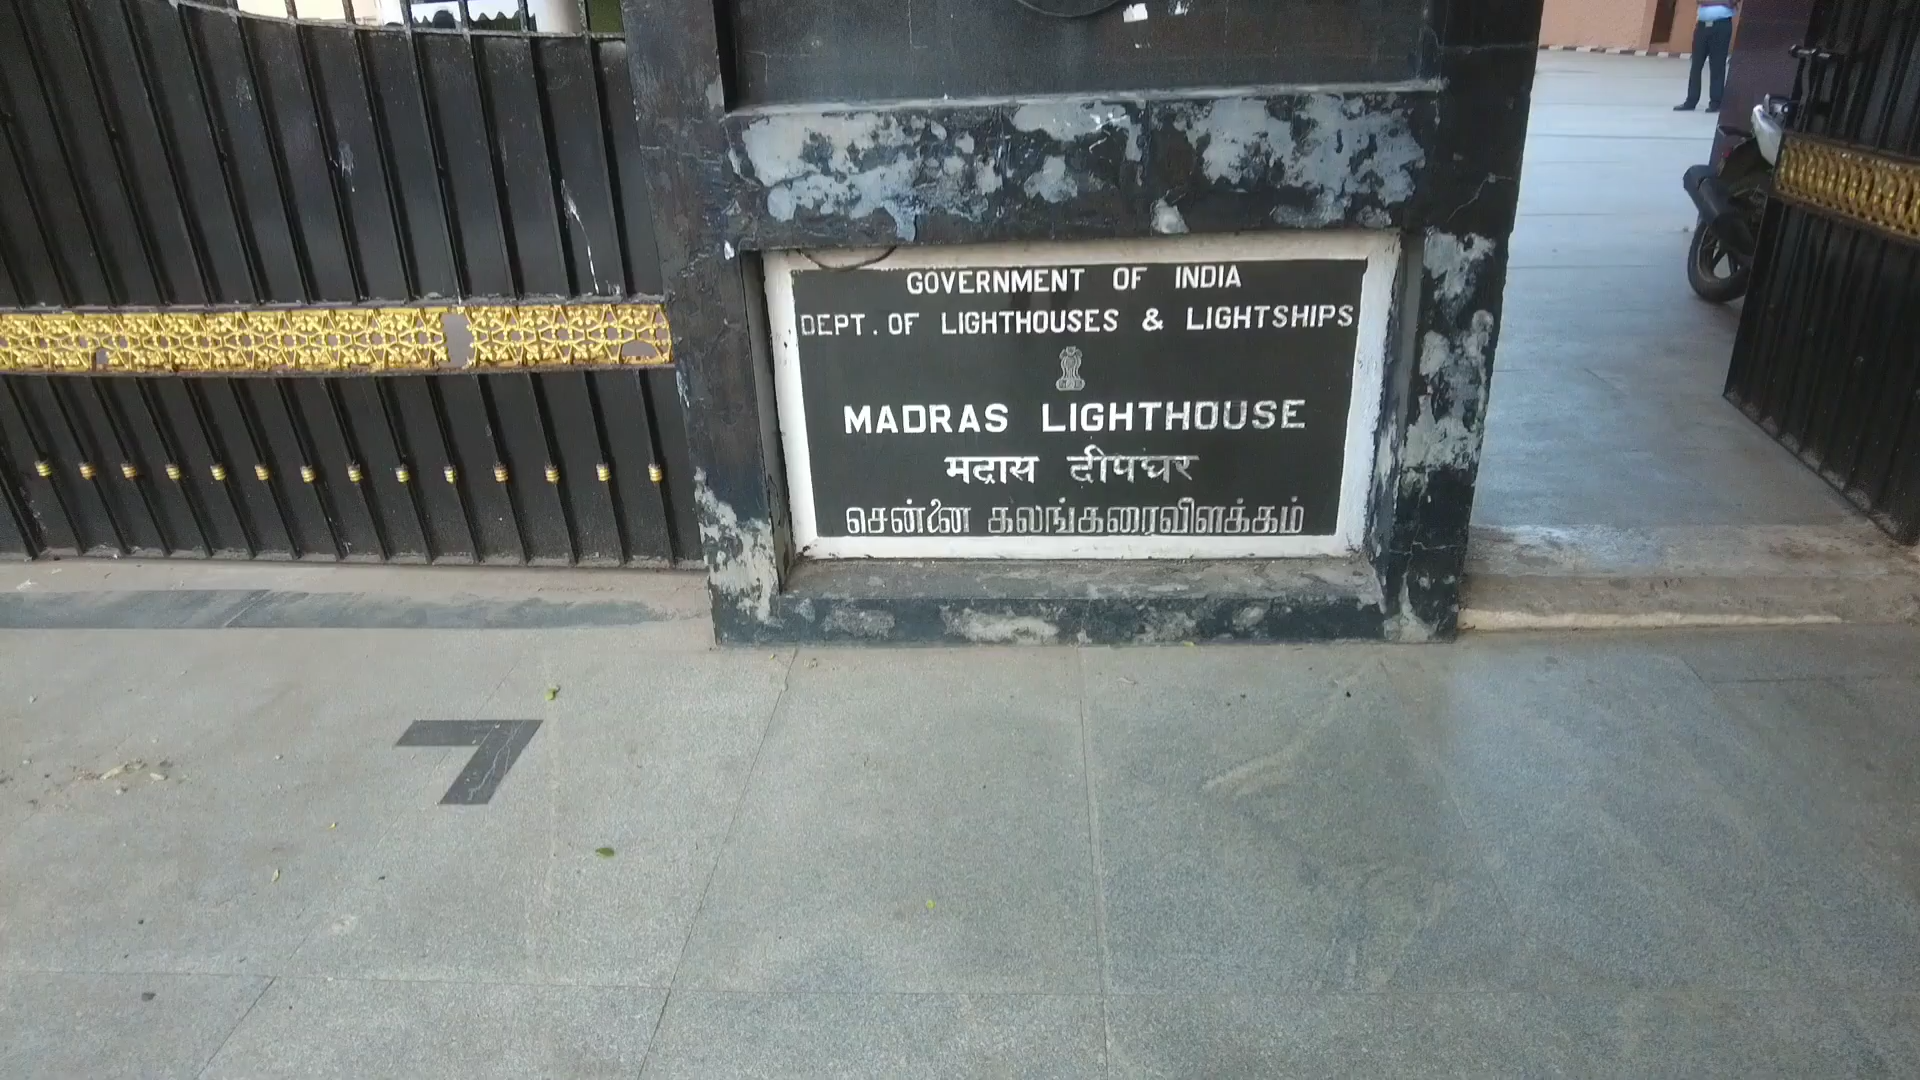 GOVERNMENT OF INDIA
DEPT. OF LIGHTHOUSES & LIGHTSHIPS
MADRAS LIGHTHOUSE
मद्रास दीपघर
சென்னை கலங்கரைவிளக்கம்